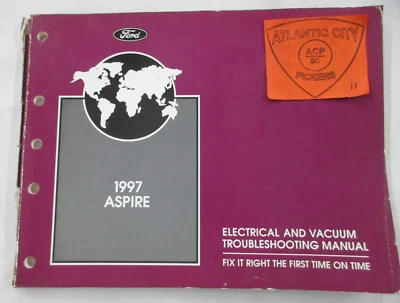 Ford
ATLANTIC CITY
ACP
SC
PICKERS
11
1997
ASPIRE
ELECTRICAL AND VACUUM
TROUBLESHOOTING MANUAL
FIX IT RIGHT THE FIRST TIME ON TIME